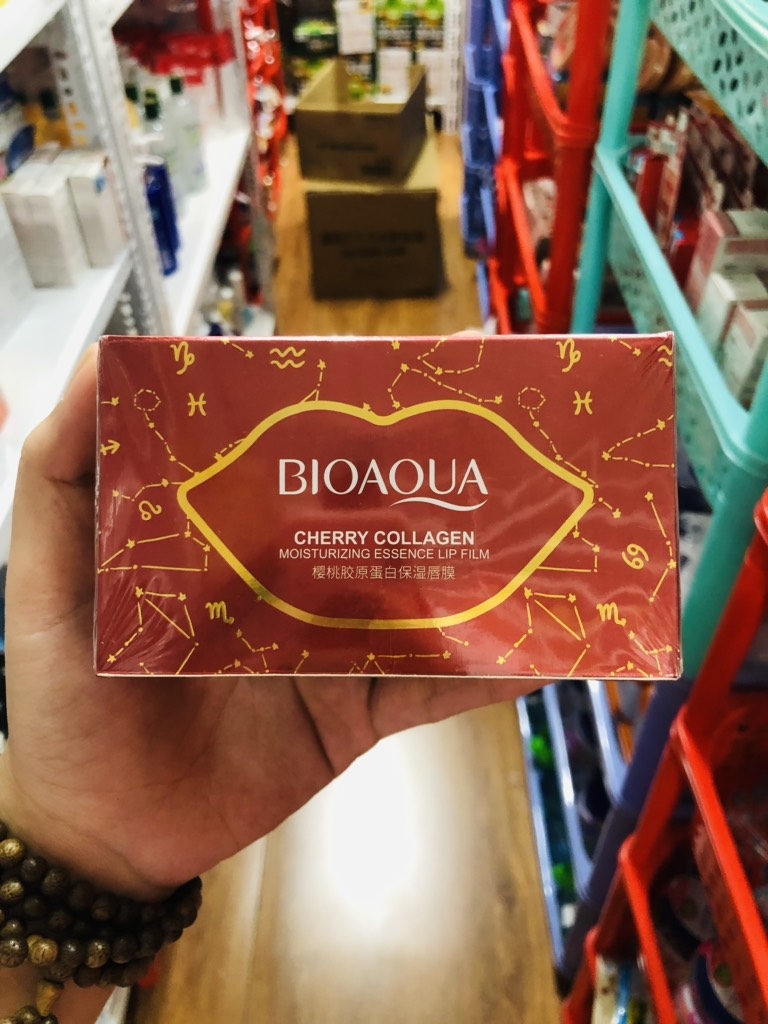 BIOAQUA
CHERRY COLLAGEN
MOISTURIZING ESSENCE LIP FILM
樱桃胶原蛋白保湿唇膜